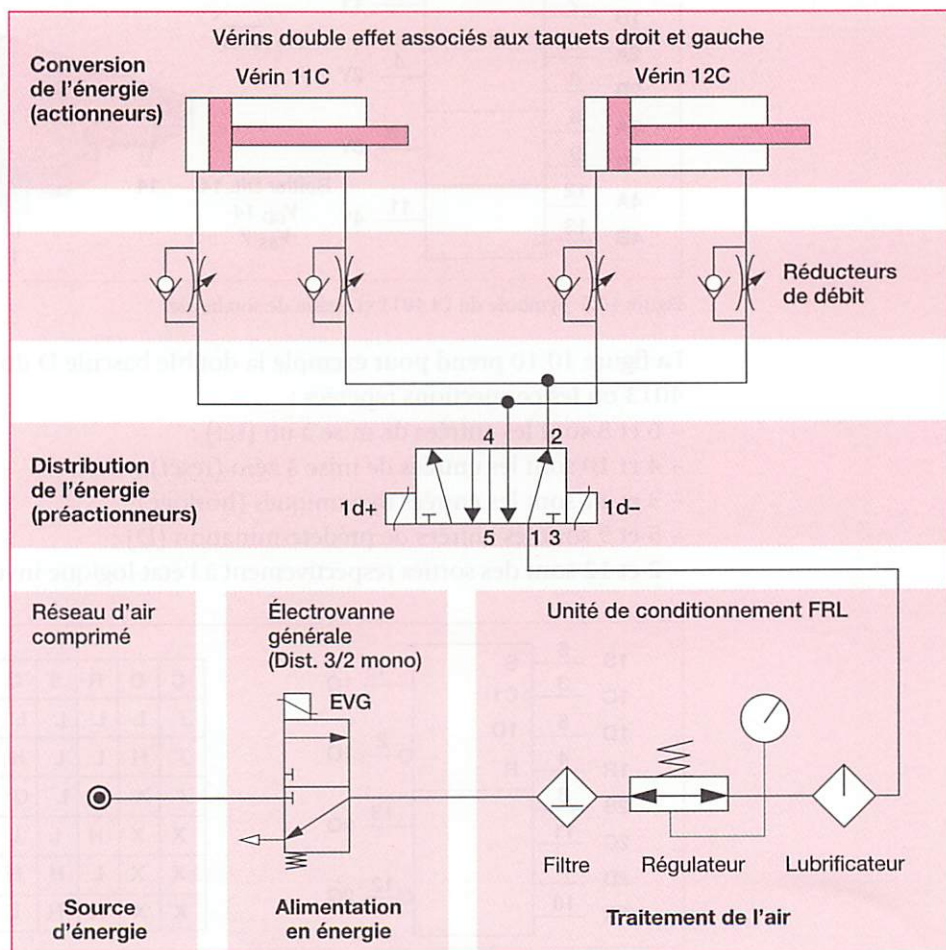 Vérins double effet associés aux taquets droit et gauche
Conversion
de l'énergie
(actionneurs)
Vérin 11C
Vérin 12C
Réducteurs
de débit
Distribution
de l'énergie
(préactionneurs)
4 2
1d+
1d–
5 1 3
Réseau d'air
comprimé
Électrovanne
générale
(Dist. 3/2 mono)
EVG
Unité de conditionnement FRL
Filtre
Régulateur
Lubrificateur
Source
d'énergie
Alimentation
en énergie
Traitement de l'air